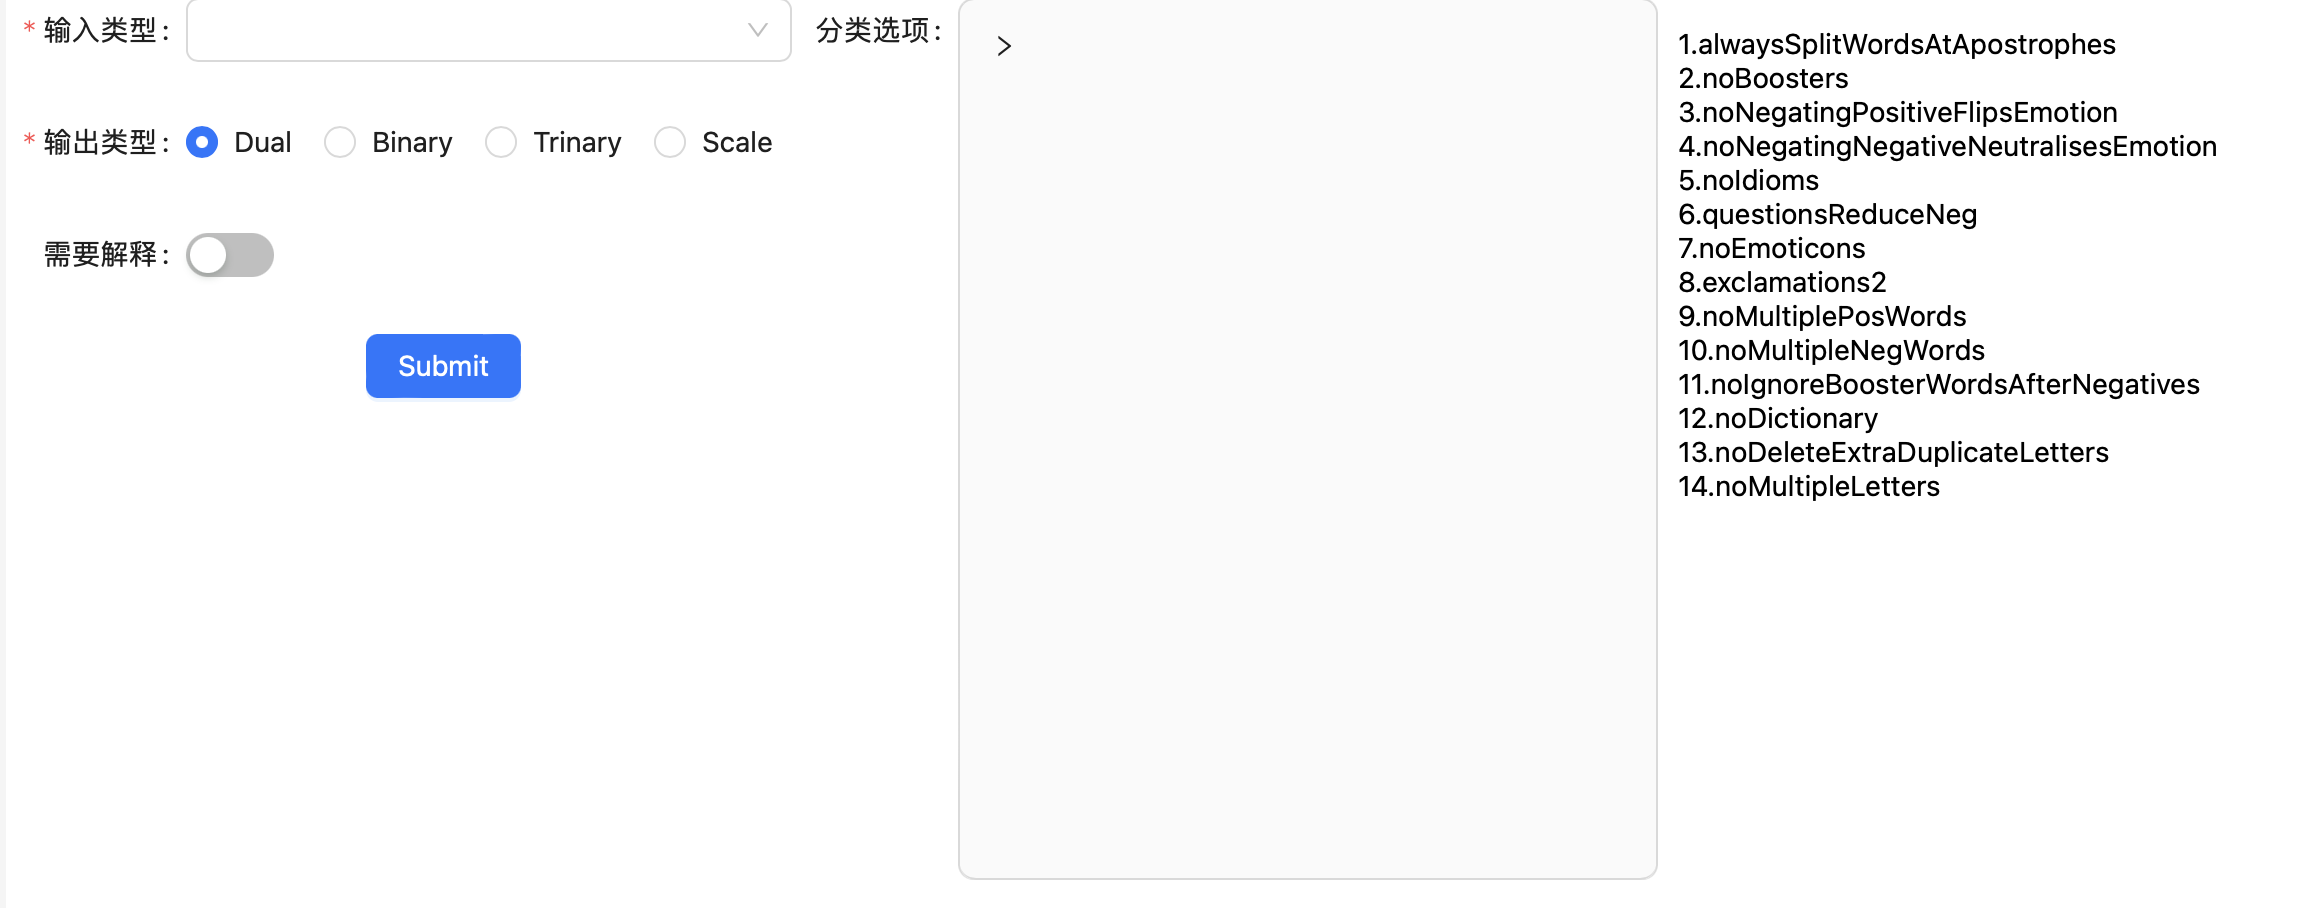 * 输入类型：
* 输出类型：
Dual Binary Trinary Scale
需要解释：
Submit
分类选项：
>
1.alwaysSplitWordsAtApostrophes
2.noBoosters
3.noNegatingPositiveFlipsEmotion
4.noNegatingNegativeNeutralisesEmotion
5.noIdioms
6.questionsReduceNeg
7.noEmoticons
8.exclamations2
9.noMultiplePosWords
10.noMultipleNegWords
11.noIgnoreBoosterWordsAfterNegatives
12.noDictionary
13.noDeleteExtraDuplicateLetters
14.noMultipleLetters